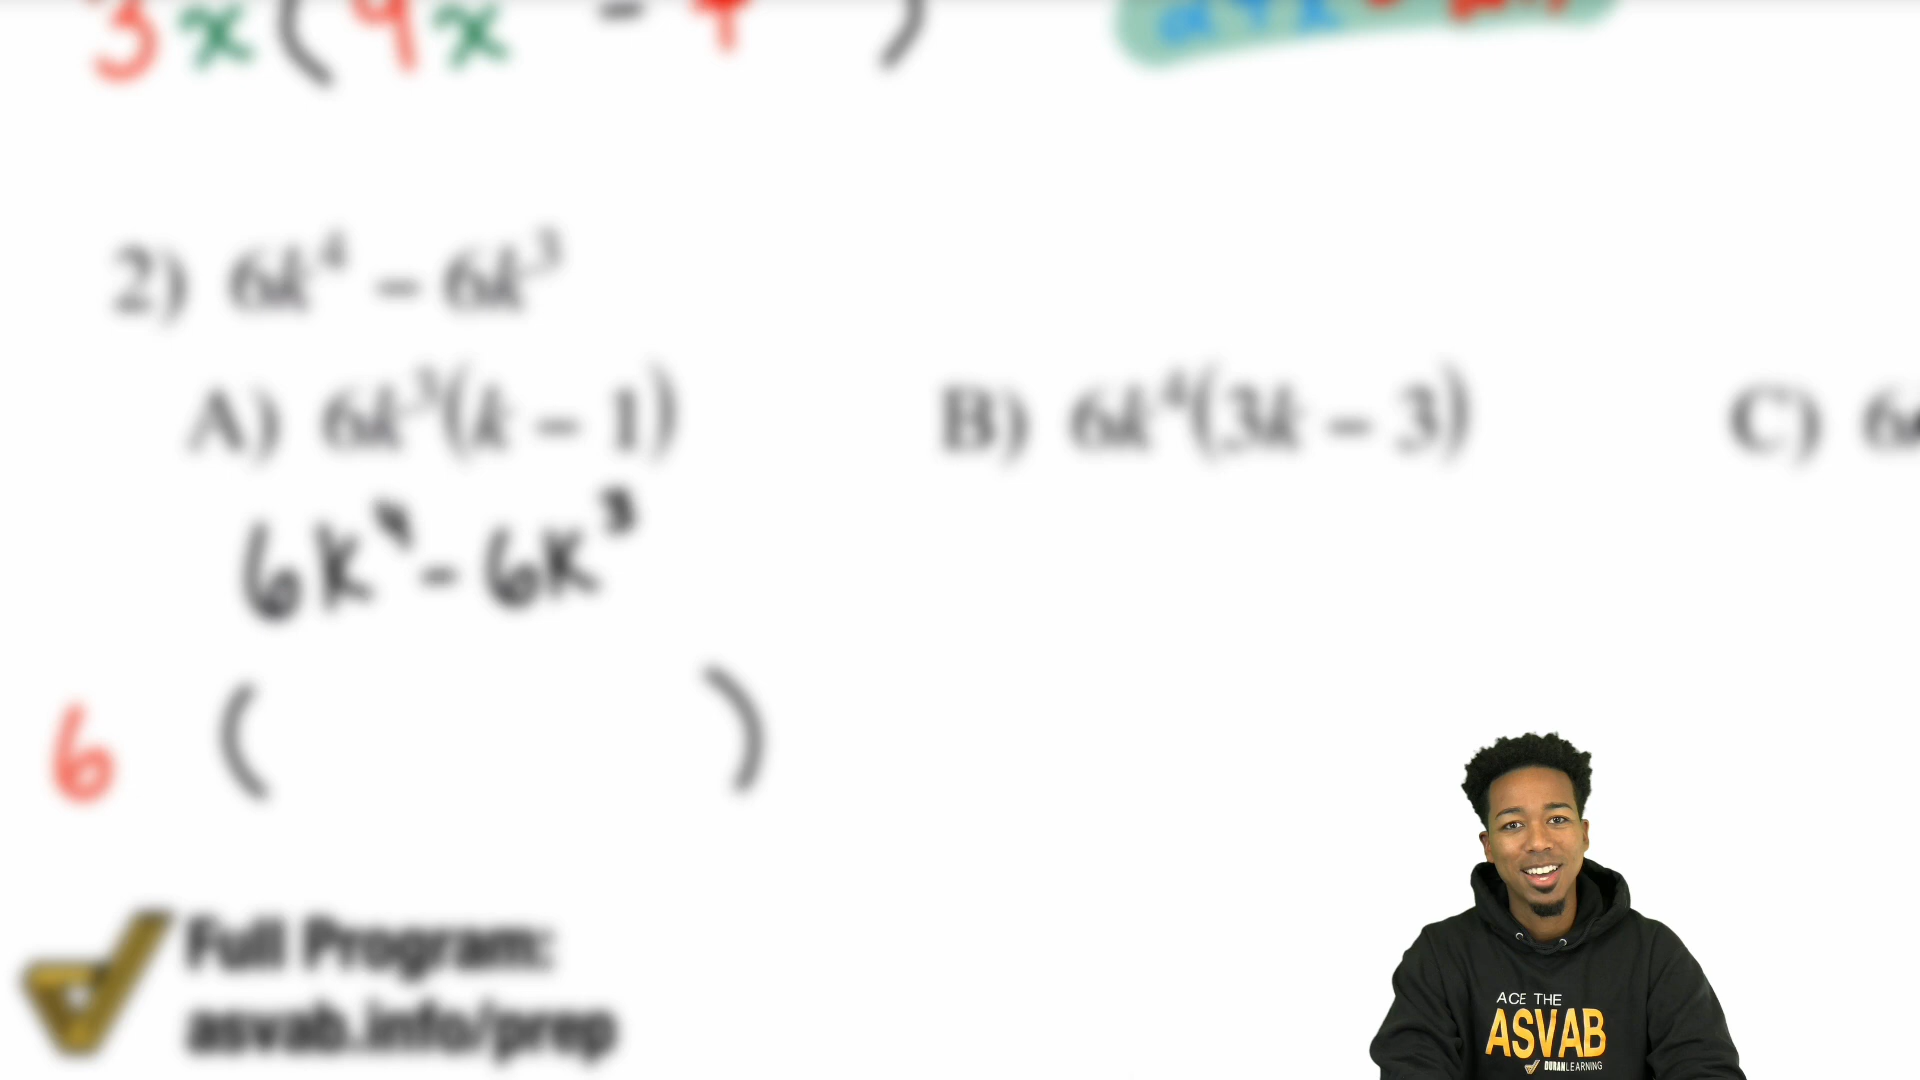 3x(4x - 4)
2) 6k⁴ – 6k³
A) 6k³(k – 1)
B) 6k⁴(3k – 3)
C)
6k⁴ - 6k³
6 ( )
Full Program:
asvab.info/prep
ACE THE
ASVAB
DURANLEARNING